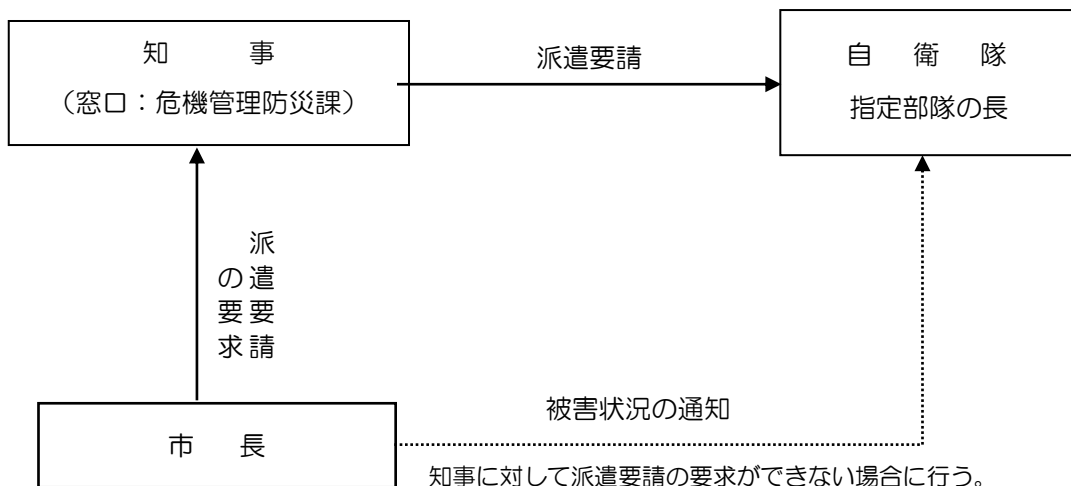 知　　　事
（窓口：危機管理防災課）
派遣要請
自　衛　隊
指定部隊の長
派遣要請
の要求
市　長
被害状況の通知
知事に対して派遣要請の要求ができない場合に行う。